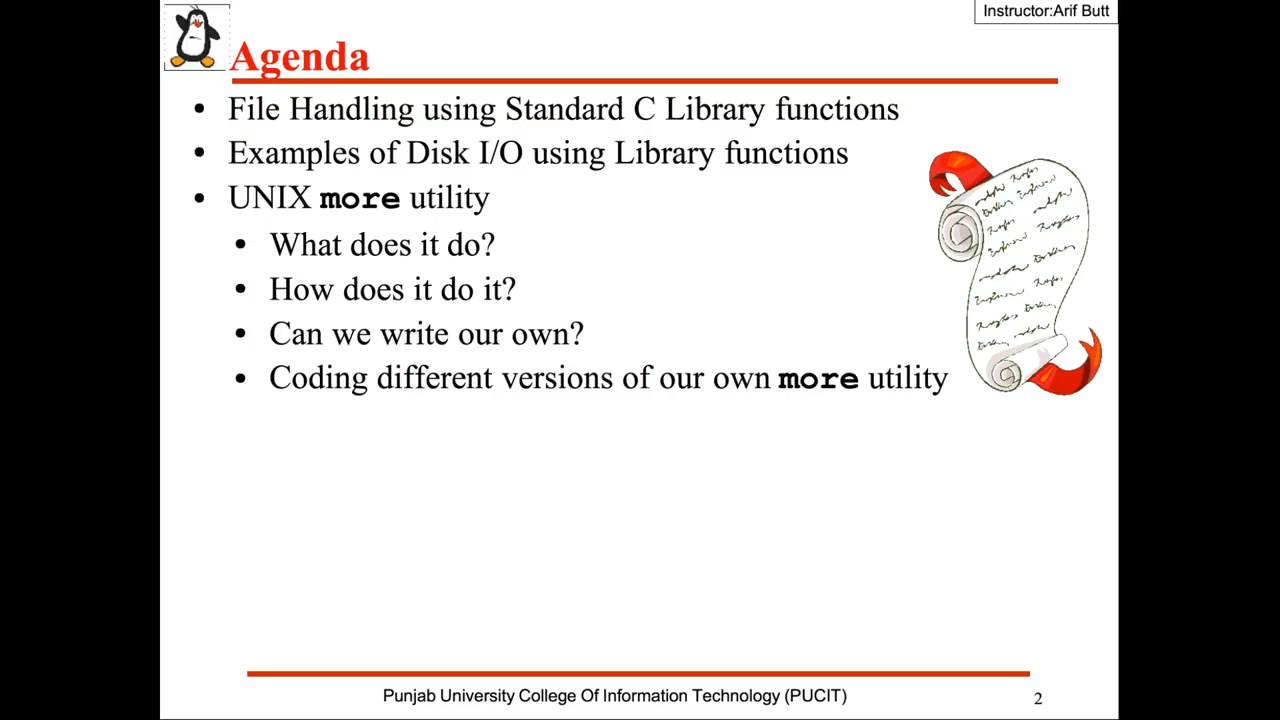 Instructor:Arif Butt
Agenda
• File Handling using Standard C Library functions
• Examples of Disk I/O using Library functions
• UNIX more utility
• What does it do?
• How does it do it?
• Can we write our own?
• Coding different versions of our own more utility
Punjab University College Of Information Technology (PUCIT)
2